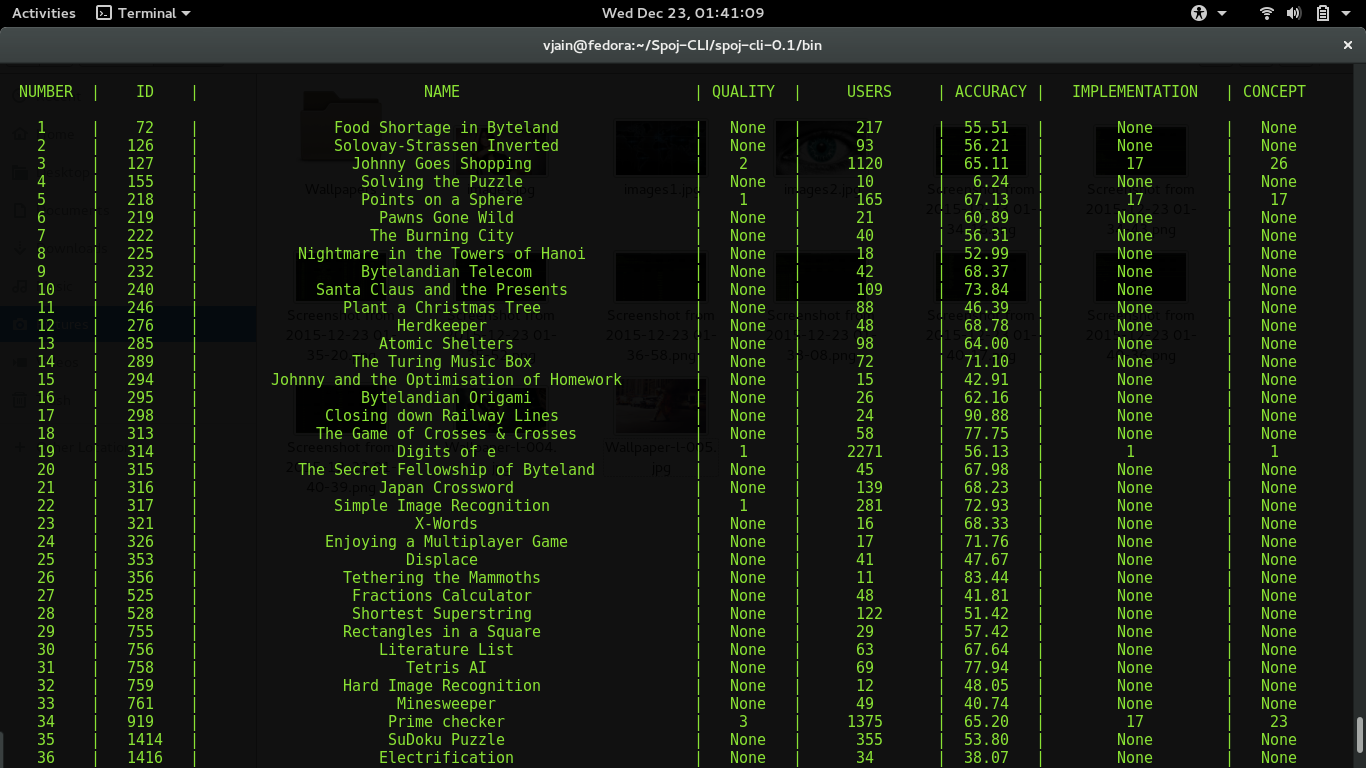 Activities Terminal Wed Dec 23, 01:41:09
vjain@fedora:~/Spoj-CLI/spoj-cli-0.1/bin ×
NUMBER | ID | NAME | QUALITY | USERS | ACCURACY | IMPLEMENTATION | CONCEPT
1 | 72 | Food Shortage in Byteland | None | 217 | 55.51 | None | None
2 | 126 | Solovay-Strassen Inverted | None | 93 | 56.21 | None | None
3 | 127 | Johnny Goes Shopping | 2 | 1120 | 65.11 | 17 | 26
4 | 155 | Solving the Puzzle | None | 10 | 6.24 | None | None
5 | 218 | Points on a Sphere | 1 | 165 | 67.13 | 17 | 17
6 | 219 | Pawns Gone Wild | None | 21 | 60.89 | None | None
7 | 222 | The Burning City | None | 40 | 56.31 | None | None
8 | 225 | Nightmare in the Towers of Hanoi | None | 18 | 52.99 | None | None
9 | 232 | Bytelandian Telecom | None | 42 | 68.37 | None | None
10 | 240 | Santa Claus and the Presents | None | 109 | 73.84 | None | None
11 | 246 | Plant a Christmas Tree | None | 88 | 46.39 | None | None
12 | 276 | Herdkeeper | None | 48 | 68.78 | None | None
13 | 285 | Atomic Shelters | None | 98 | 64.00 | None | None
14 | 289 | The Turing Music Box | None | 72 | 71.10 | None | None
15 | 294 | Johnny and the Optimisation of Homework | None | 15 | 42.91 | None | None
16 | 295 | Bytelandian Origami | None | 26 | 62.16 | None | None
17 | 298 | Closing down Railway Lines | None | 24 | 90.88 | None | None
18 | 313 | The Game of Crosses & Crosses | None | 58 | 77.75 | None | None
19 | 314 | Digits of e | 1 | 2271 | 56.13 | 1 | 1
20 | 315 | The Secret Fellowship of Byteland | None | 45 | 67.98 | None | None
21 | 316 | Japan Crossword | None | 139 | 68.23 | None | None
22 | 317 | Simple Image Recognition | 1 | 281 | 72.93 | None | None
23 | 321 | X-Words | None | 16 | 68.33 | None | None
24 | 326 | Enjoying a Multiplayer Game | None | 17 | 71.76 | None | None
25 | 353 | Displace | None | 41 | 47.67 | None | None
26 | 356 | Tethering the Mammoths | None | 11 | 83.44 | None | None
27 | 525 | Fractions Calculator | None | 48 | 41.81 | None | None
28 | 528 | Shortest Superstring | None | 122 | 51.42 | None | None
29 | 755 | Rectangles in a Square | None | 29 | 57.42 | None | None
30 | 756 | Literature List | None | 63 | 67.64 | None | None
31 | 758 | Tetris AI | None | 69 | 77.94 | None | None
32 | 759 | Hard Image Recognition | None | 12 | 48.05 | None | None
33 | 761 | Minesweeper | None | 49 | 40.74 | None | None
34 | 919 | Prime checker | 3 | 1375 | 65.20 | 17 | 23
35 | 1414 | SuDoku Puzzle | None | 355 | 53.80 | None | None
36 | 1416 | Electrification | None | 34 | 38.07 | None | None